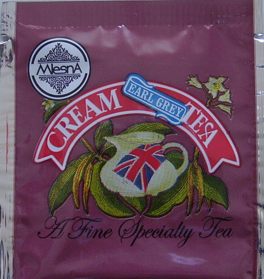 MlesnA
CREAM EARL GREY TEA
A Fine Specialty Tea